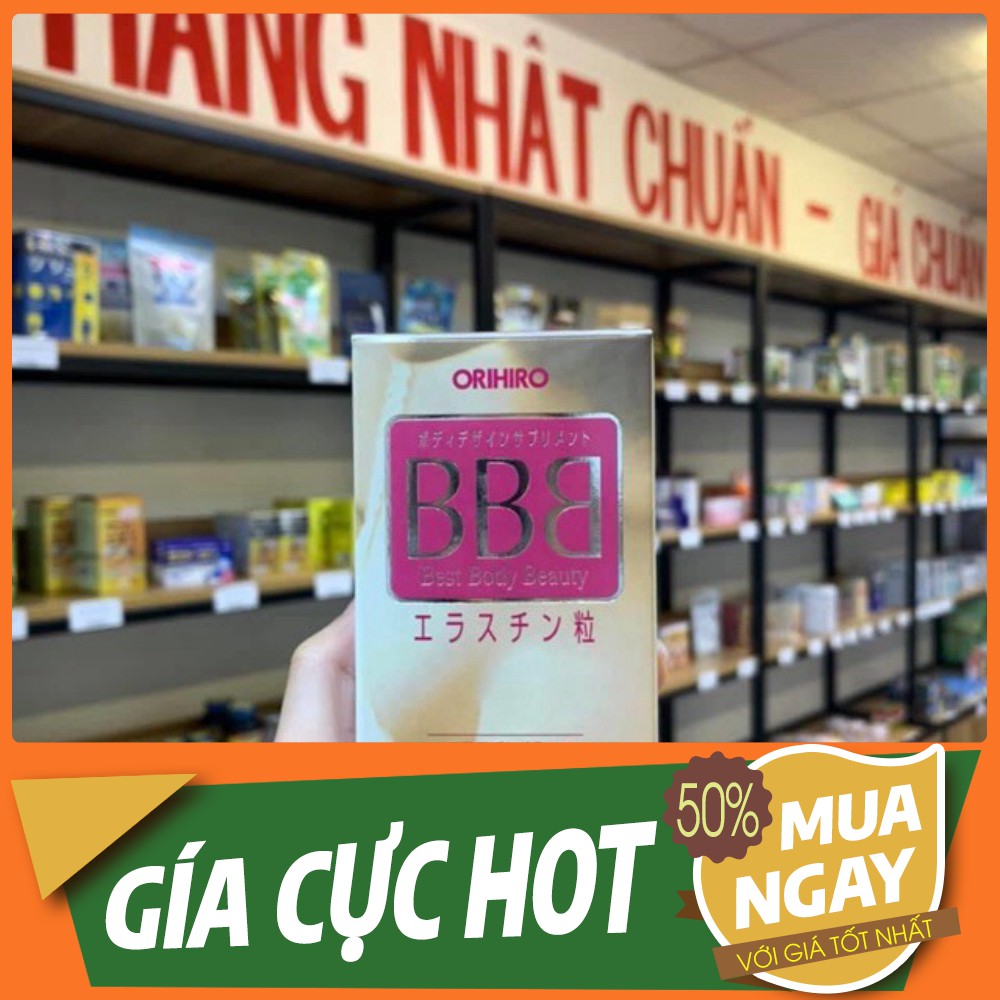 HÀNG NHẬT CHUẨN – GIÁ CHUẨN
ORIHIRO
ボディデザインサプリメント
BBB
Best Body Beauty
エラスチン粒
50%
MUA
NGAY
GÍA CỰC HOT
VỚI GIÁ TỐT NHẤT